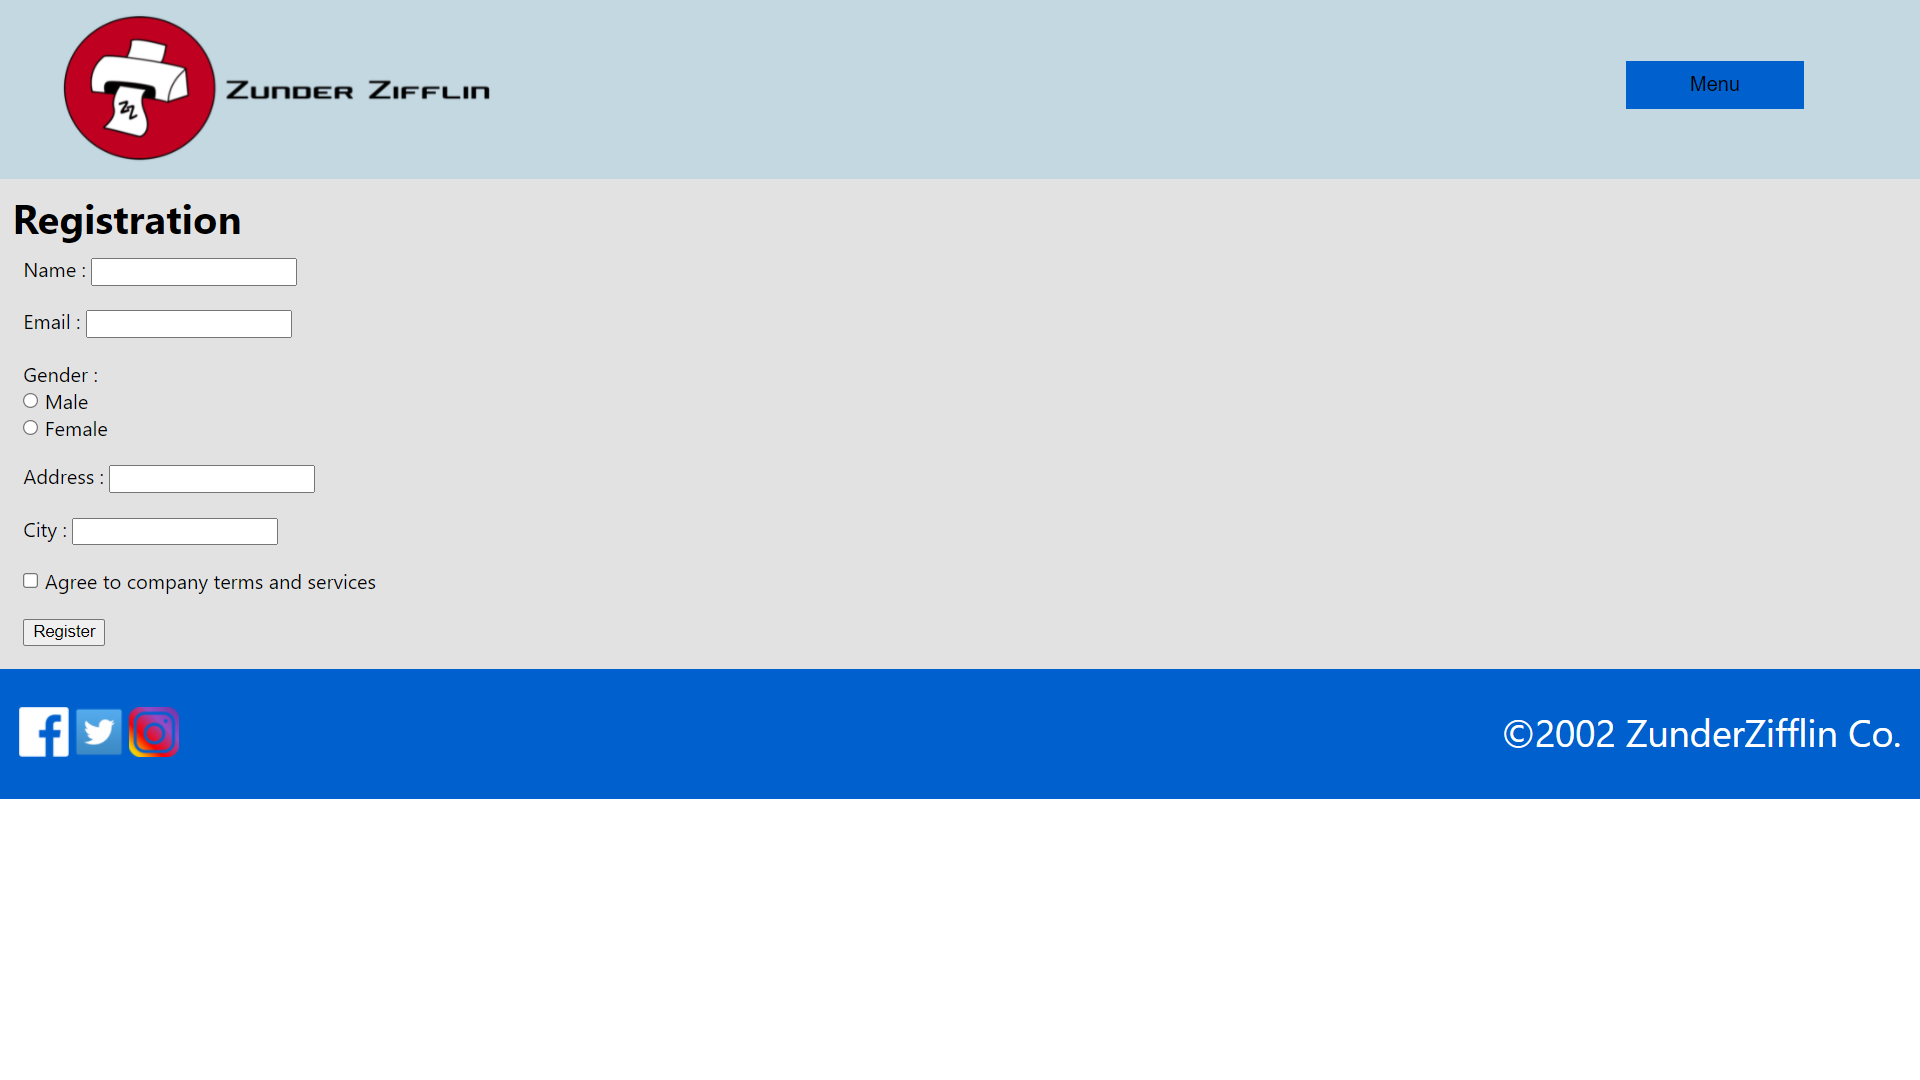 ZZ
ZUNDER ZIFFLIN
Menu
Registration
Name :
Email :
Gender :
Male
Female
Address :
City :
Agree to company terms and services
Register
©2002 ZunderZifflin Co.